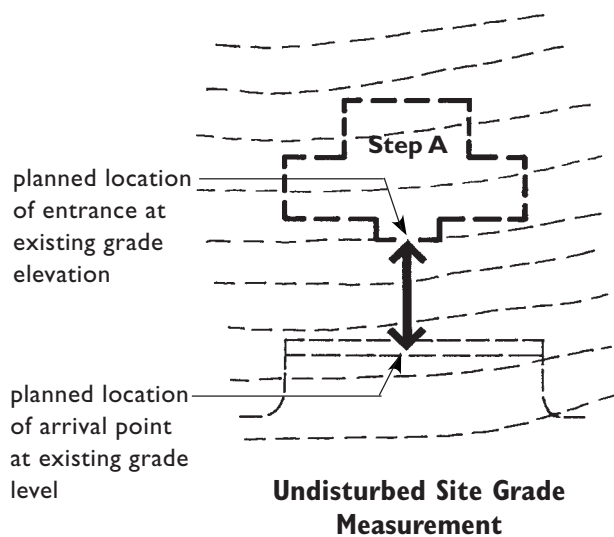 Step A
planned location
of entrance at
existing grade
elevation
planned location
of arrival point
at existing grade
level
Undisturbed Site Grade
Measurement